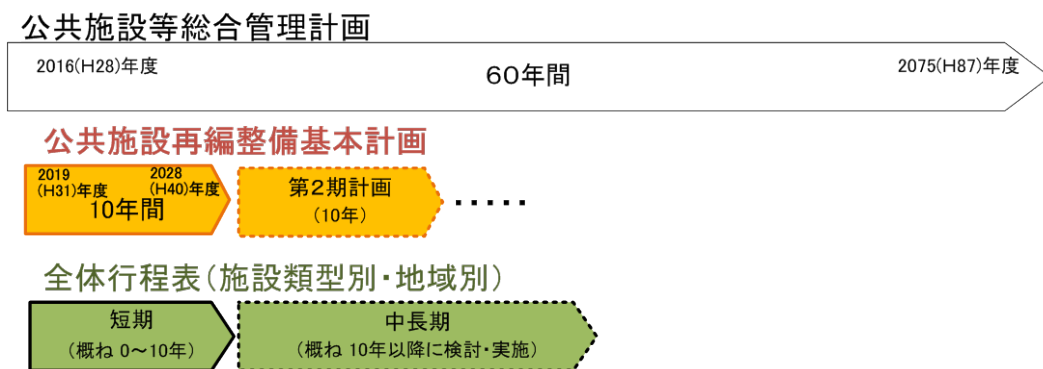 公共施設等総合管理計画
2016(H28)年度
60年間
2075(H87)年度
公共施設再編整備基本計画
2019
(H31)年度
2028
(H40)年度
10年間
第2期計画
(10年)
・・・・・
全体行程表(施設類型別・地域別)
短期
(概ね 0～10年)
中長期
(概ね 10年以降に検討・実施)